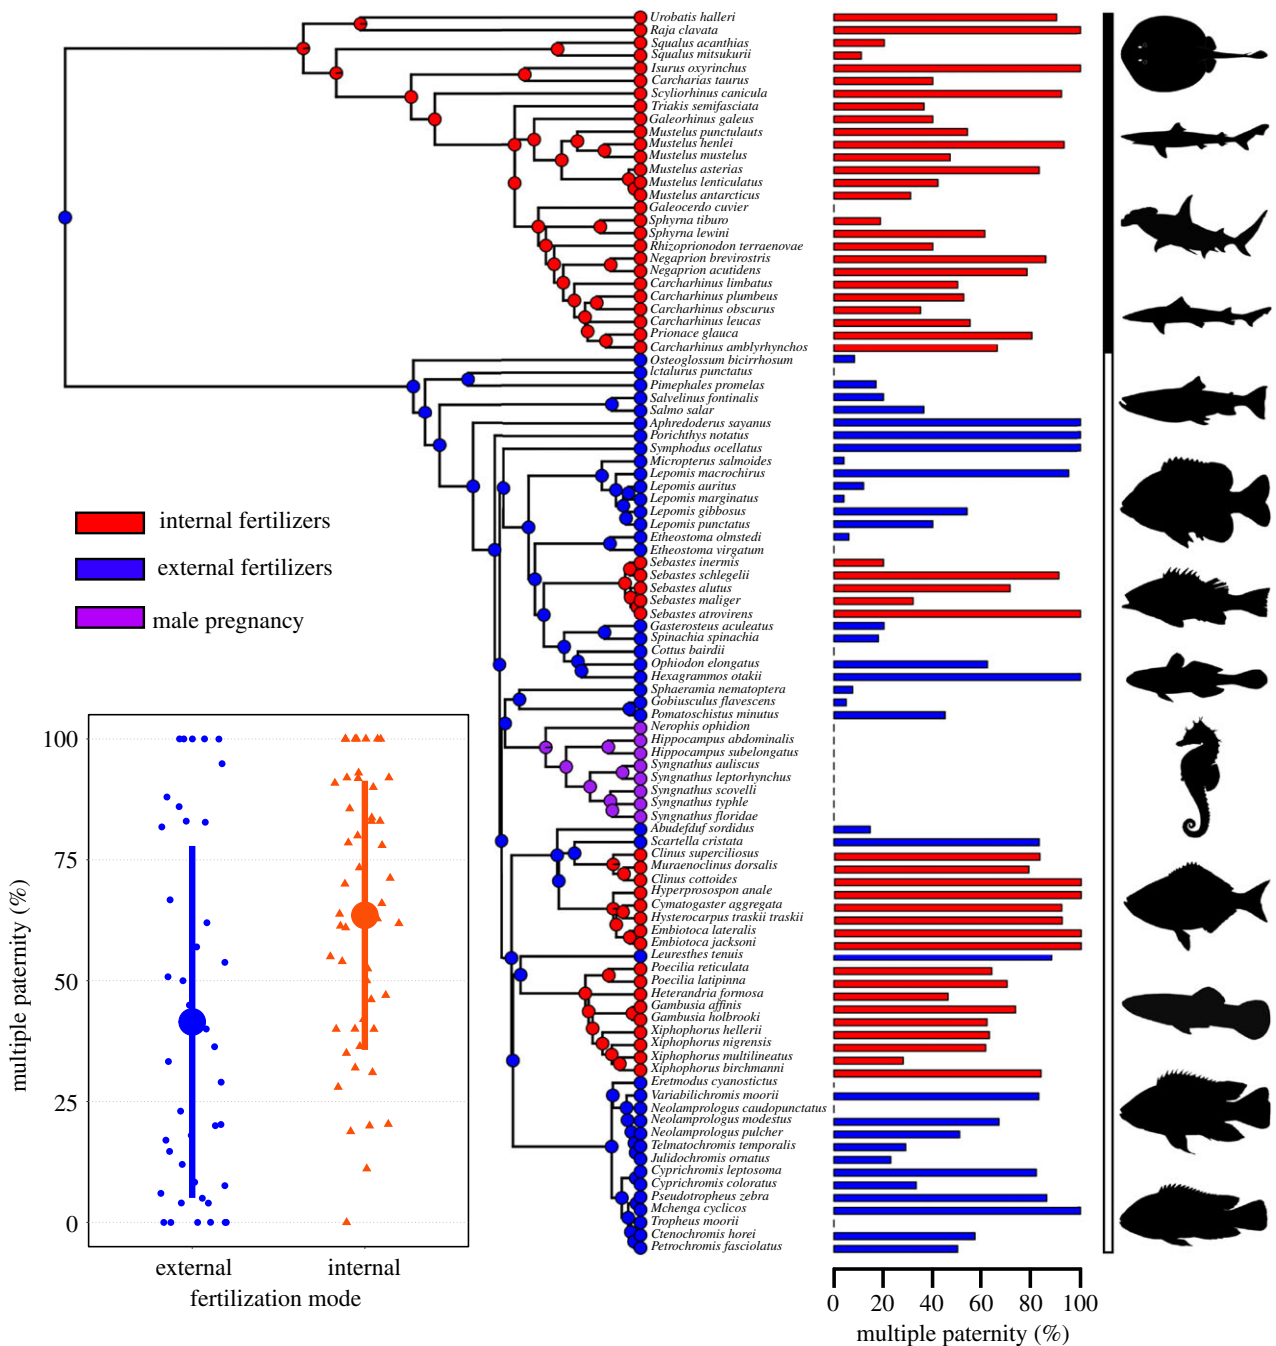 Urobatis halleri
Raja clavata
Squalus acanthias
Squalus mitsukurii
Isurus oxyrinchus
Carcharias taurus
Scyliorhinus canicula
Triakis semifasciata
Galeorhinus galeus
Mustelus punctulauts
Mustelus henlei
Mustelus mustelus
Mustelus asterias
Mustelus lenticulatus
Mustelus antarcticus
Galeocerdo cuvier
Sphyrna tiburo
Sphyrna lewini
Rhizoprionodon terraenovae
Negaprion brevirostris
Negaprion acutidens
Carcharhinus limbatus
Carcharhinus plumbeus
Carcharhinus obscurus
Carcharhinus leucas
Prionace glauca
Carcharhinus amblyrhynchos
Osteoglossum bicirrhosum
Ictalurus punctatus
Pimephales promelas
Salvelinus fontinalis
Salmo salar
Aphredoderus sayanus
Porichthys notatus
Symphodus ocellatus
Micropterus salmoides
Lepomis macrochirus
Lepomis auritus
Lepomis marginatus
Lepomis gibbosus
Lepomis punctatus
Etheostoma olmstedi
Etheostoma virgatum
Sebastes inermis
Sebastes schlegelii
Sebastes alutus
Sebastes maliger
Sebastes atrovirens
Gasterosteus aculeatus
Spinachia spinachia
Cottus bairdii
Ophiodon elongatus
Hexagrammos otakii
Sphaeramia nematoptera
Gobiusculus flavescens
Pomatoschistus minutus
Nerophis ophidion
Hippocampus abdominalis
Hippocampus subelongatus
Syngnathus auliscus
Syngnathus leptorhynchus
Syngnathus scovelli
Syngnathus typhle
Syngnathus floridae
Abudefduf sordidus
Scartella cristata
Clinus superciliosus
Muraenoclinus dorsalis
Clinus cottoides
Hyperprosopon anale
Cymatogaster aggregata
Hysterocarpus traskii traskii
Embiotoca lateralis
Embiotoca jacksoni
Leuresthes tenuis
Poecilia reticulata
Poecilia latipinna
Heterandria formosa
Gambusia affinis
Gambusia holbrooki
Xiphophorus hellerii
Xiphophorus nigrensis
Xiphophorus multilineatus
Xiphophorus birchmanni
Eretmodus cyanostictus
Variabilichromis moorii
Neolamprologus caudopunctatus
Neolamprologus modestus
Neolamprologus pulcher
Telmatochromis temporalis
Julidochromis ornatus
Cyprichromis leptosoma
Cyprichromis coloratus
Pseudotropheus zebra
Mchenga cyclicos
Tropheus moorii
Ctenochromis horei
Petrochromis fasciolatus
0 20 40 60 80 100
multiple paternity (%)
internal fertilizers
external fertilizers
male pregnancy
100
75
50
25
0
multiple paternity (%)
external internal
fertilization mode